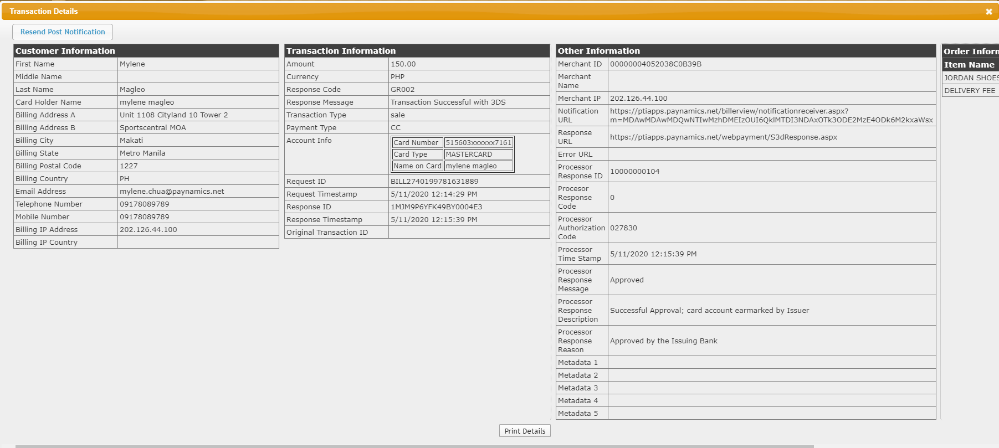 Transaction Details
Resend Post Notification
Customer Information
First Name Mylene
Middle Name
Last Name Magleo
Card Holder Name mylene magleo
Billing Address A Unit 1108 Cityland 10 Tower 2
Billing Address B Sportscentral MOA
Billing City Makati
Billing State Metro Manila
Billing Postal Code 1227
Billing Country PH
Email Address mylene.chua@paynamics.net
Telephone Number 09178089789
Mobile Number 09178089789
Billing IP Address 202.126.44.100
Billing IP Country
Transaction Information
Amount 150.00
Currency PHP
Response Code GR002
Response Message Transaction Successful with 3DS
Transaction Type sale
Payment Type CC
Account Info
Card Number 515603xxxxxx7161
Card Type MASTERCARD
Name on Card mylene magleo
Request ID BILL2740199781631889
Request Timestamp 5/11/2020 12:14:29 PM
Response ID 1MJM9P6YFK49BY0004E3
Response Timestamp 5/11/2020 12:15:39 PM
Original Transaction ID
Other Information
Merchant ID 00000004052038C0B39B
Merchant
Name
Merchant IP 202.126.44.100
Notification https://ptiapps.paynamics.net/billerview/notificationreceiver.aspx?
URL m=MDAwMDAwMDQwNTIwMzhDMEIzOUI6QklMTDI3NDAxOTk3ODE2MzE4ODk6M2kxaWsx
Response
URL https://ptiapps.paynamics.net/webpayment/S3dResponse.aspx
Error URL
Processor
Response ID 10000000104
Procesor
Response
Code 0
Processor
Authorization
Code 027830
Processor
Time Stamp 5/11/2020 12:15:39 PM
Processor
Response
Message Approved
Processor
Response
Description Successful Approval; card account earmarked by Issuer
Processor
Response
Reason Approved by the Issuing Bank
Metadata 1
Metadata 2
Metadata 3
Metadata 4
Metadata 5
Order Inforn
Item Name
JORDAN SHOES
DELIVERY FEE
Print Details